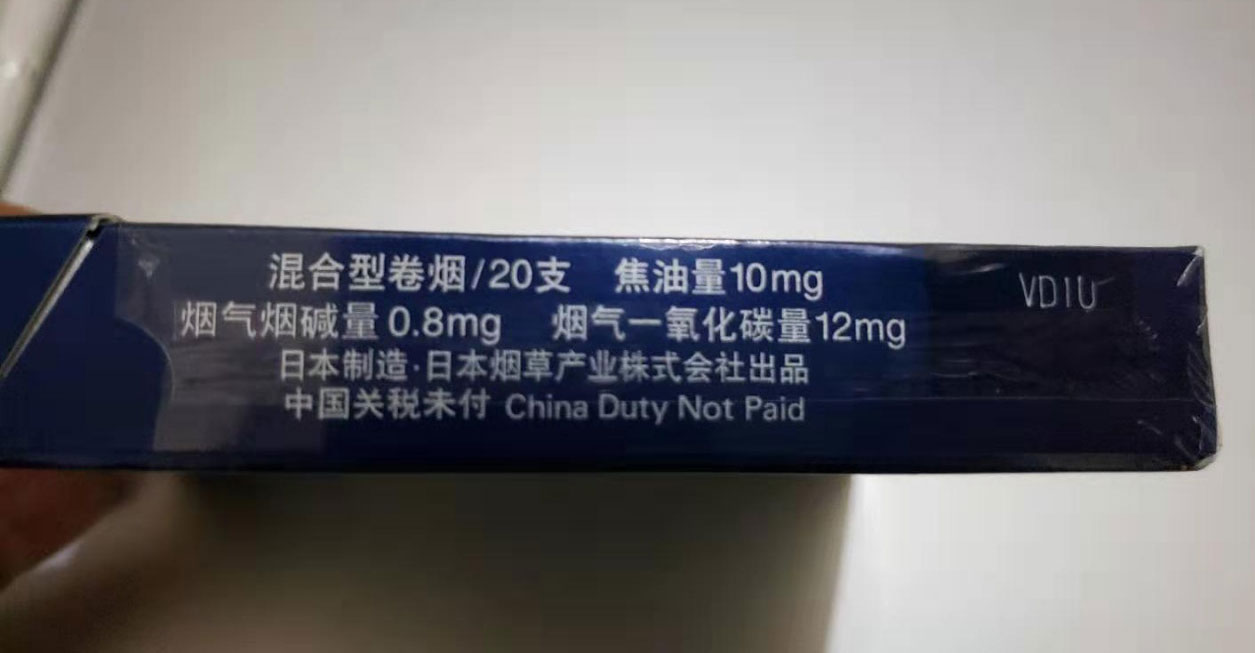 混合型卷烟/20支 焦油量10mg
烟气烟碱量0.8mg 烟气一氧化碳量12mg
日本制造·日本烟草产业株式会社出品
中国关税未付 China Duty Not Paid
VDIU